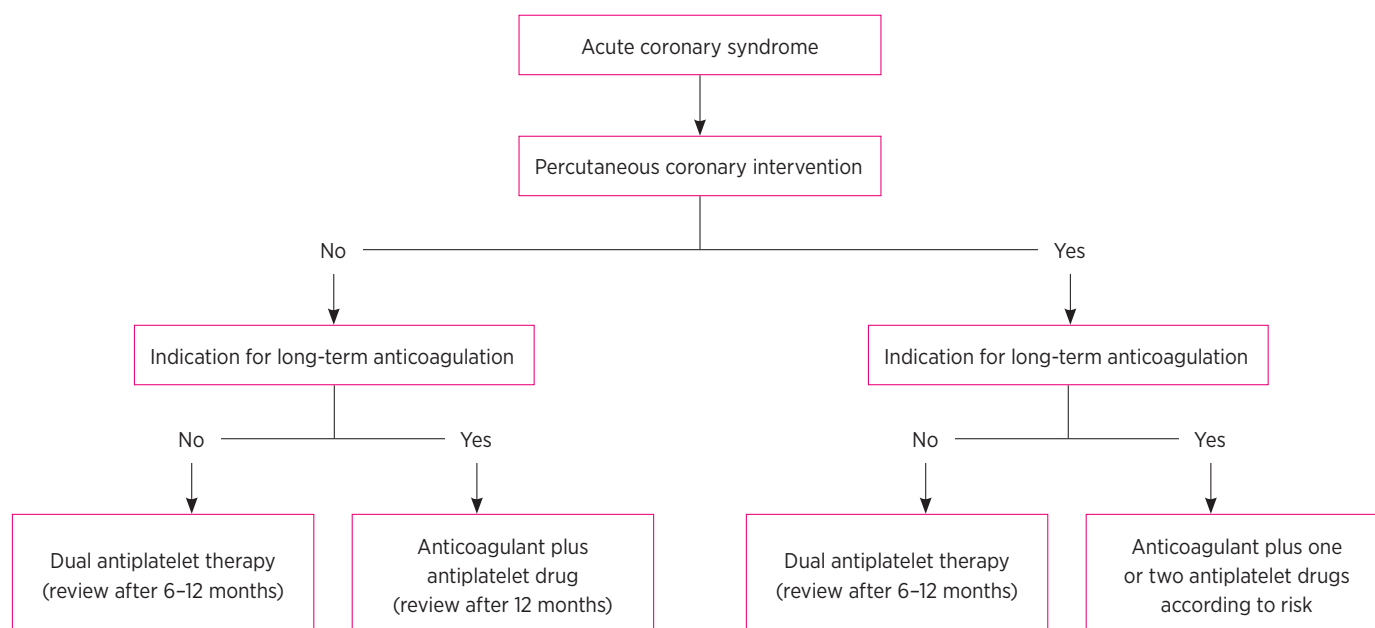 Acute coronary syndrome
Percutaneous coronary intervention
No
Yes
Indication for long-term anticoagulation
Indication for long-term anticoagulation
No
Yes
No
Yes
Dual antiplatelet therapy
(review after 6–12 months)
Anticoagulant plus
antiplatelet drug
(review after 12 months)
Dual antiplatelet therapy
(review after 6–12 months)
Anticoagulant plus one
or two antiplatelet drugs
according to risk